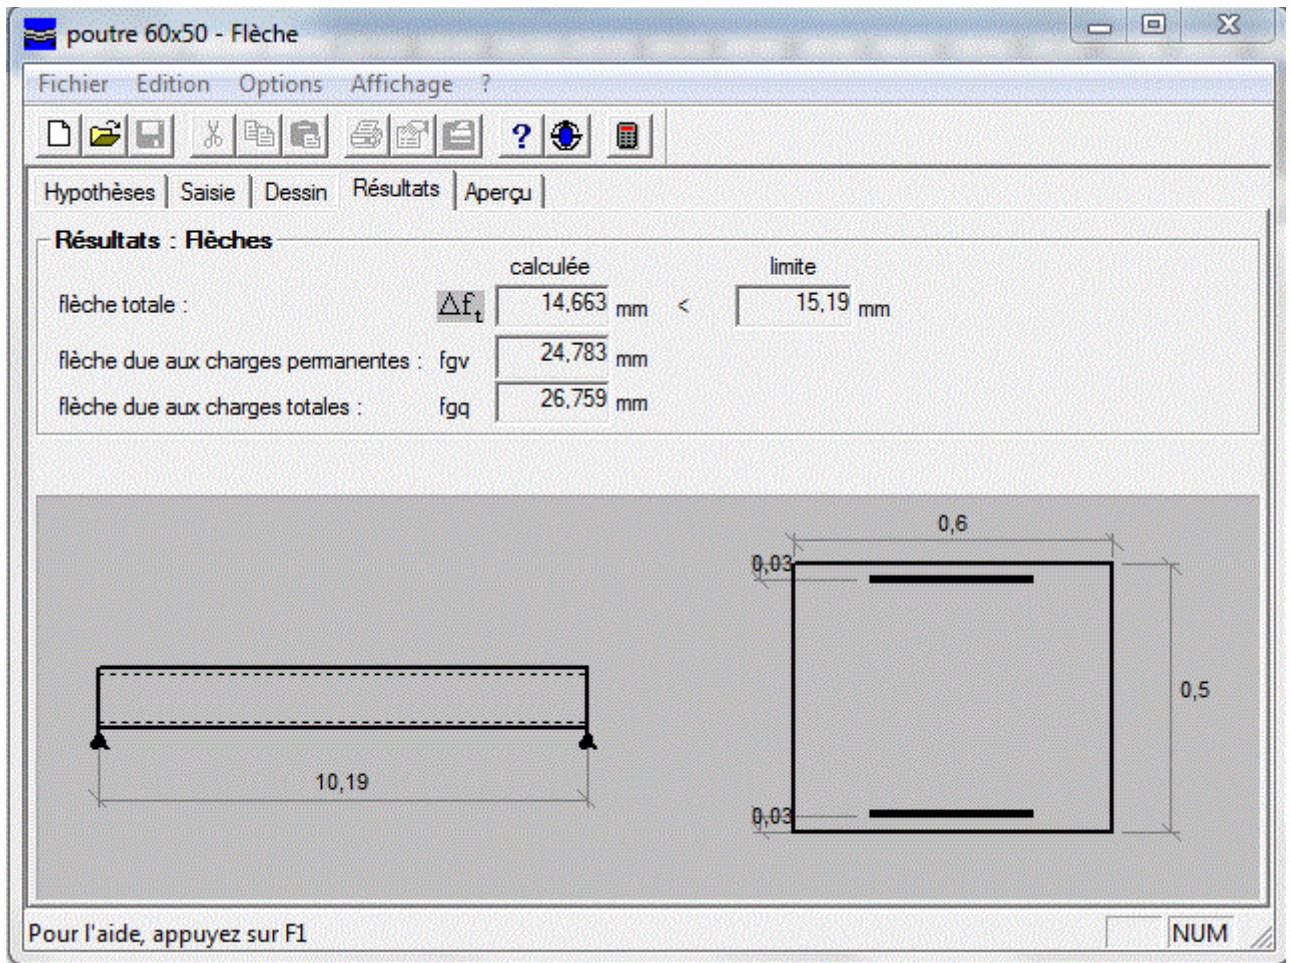 poutre 60x50 - Flèche
Fichier Edition Options Affichage ?
?
Hypothèses Saisie Dessin Résultats Aperçu
Résultats : Flèches
calculée limite
flèche totale : Δft 14,663 mm < 15,19 mm
flèche due aux charges permanentes : fgv 24,783 mm
flèche due aux charges totales : fgq 26,759 mm
0,6
0,03
0,5
10,19
0,03
Pour l'aide, appuyez sur F1 NUM